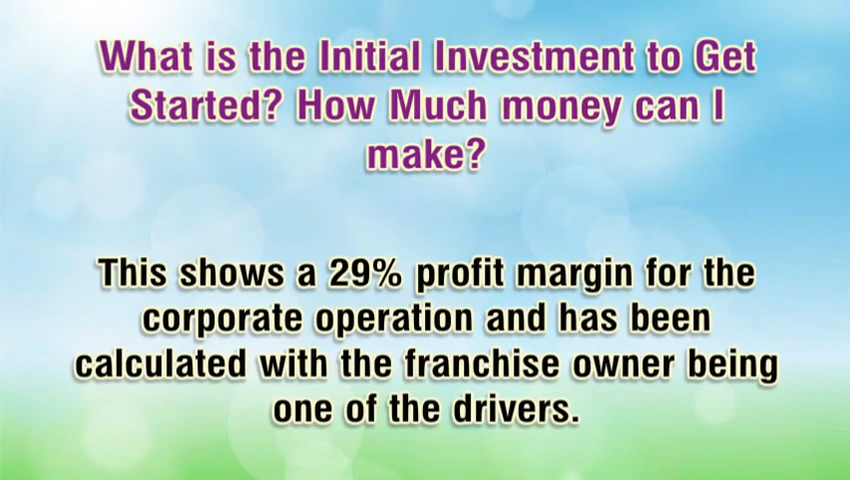 What is the Initial Investment to Get
Started? How Much money can I
make?
This shows a 29% profit margin for the
corporate operation and has been
calculated with the franchise owner being
one of the drivers.